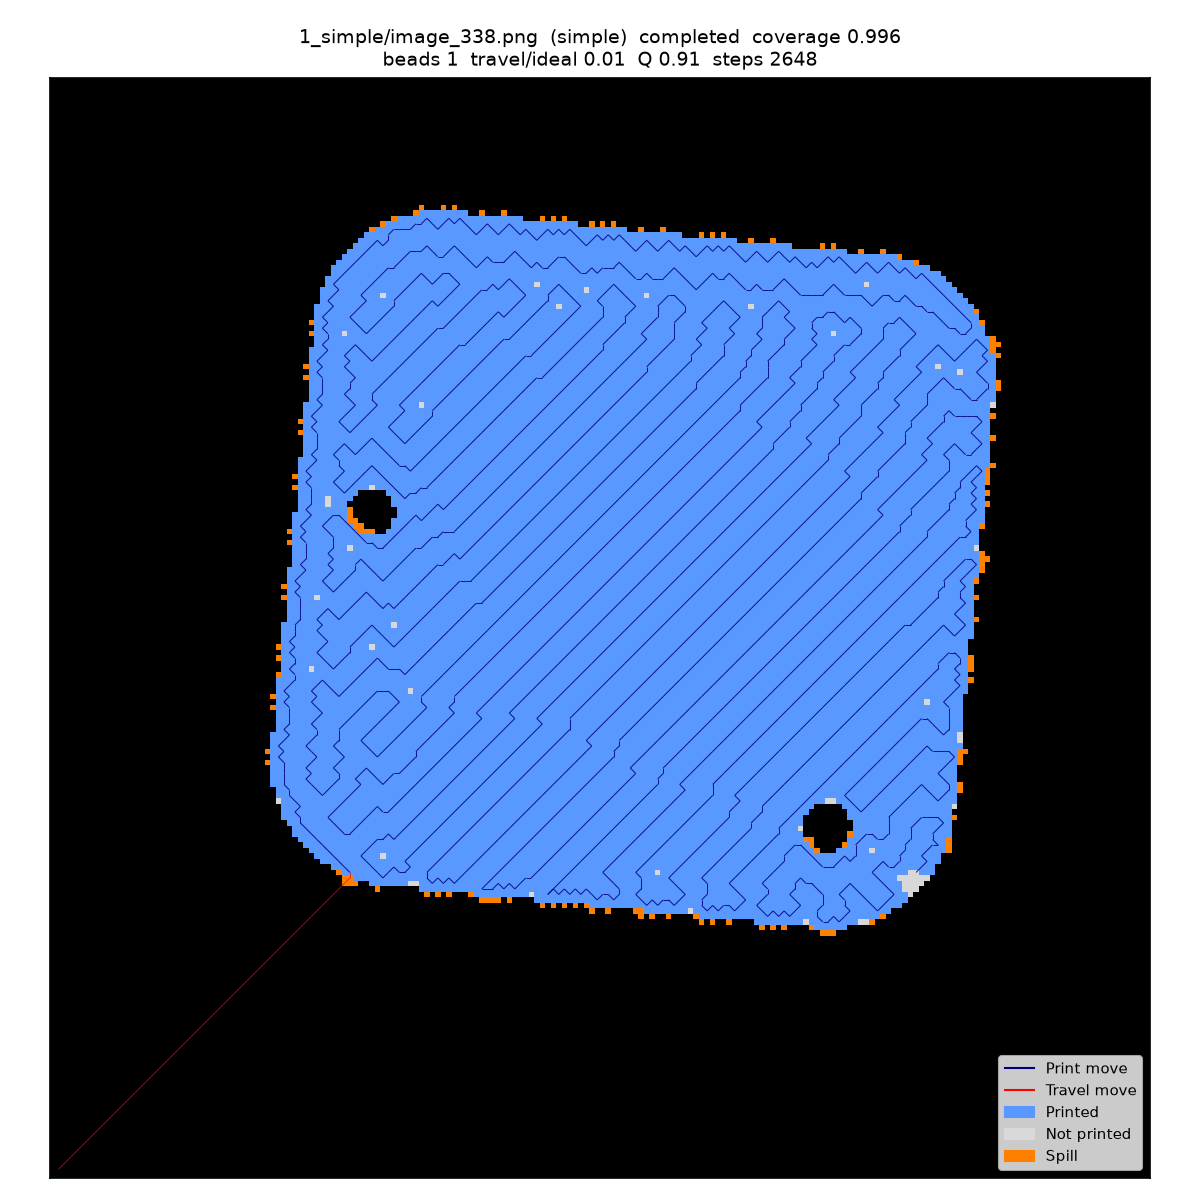 1_simple/image_338.png  (simple)  completed  coverage 0.996
beads 1  travel/ideal 0.01  Q 0.91  steps 2648
Print move
Travel move
Printed
Not printed
Spill